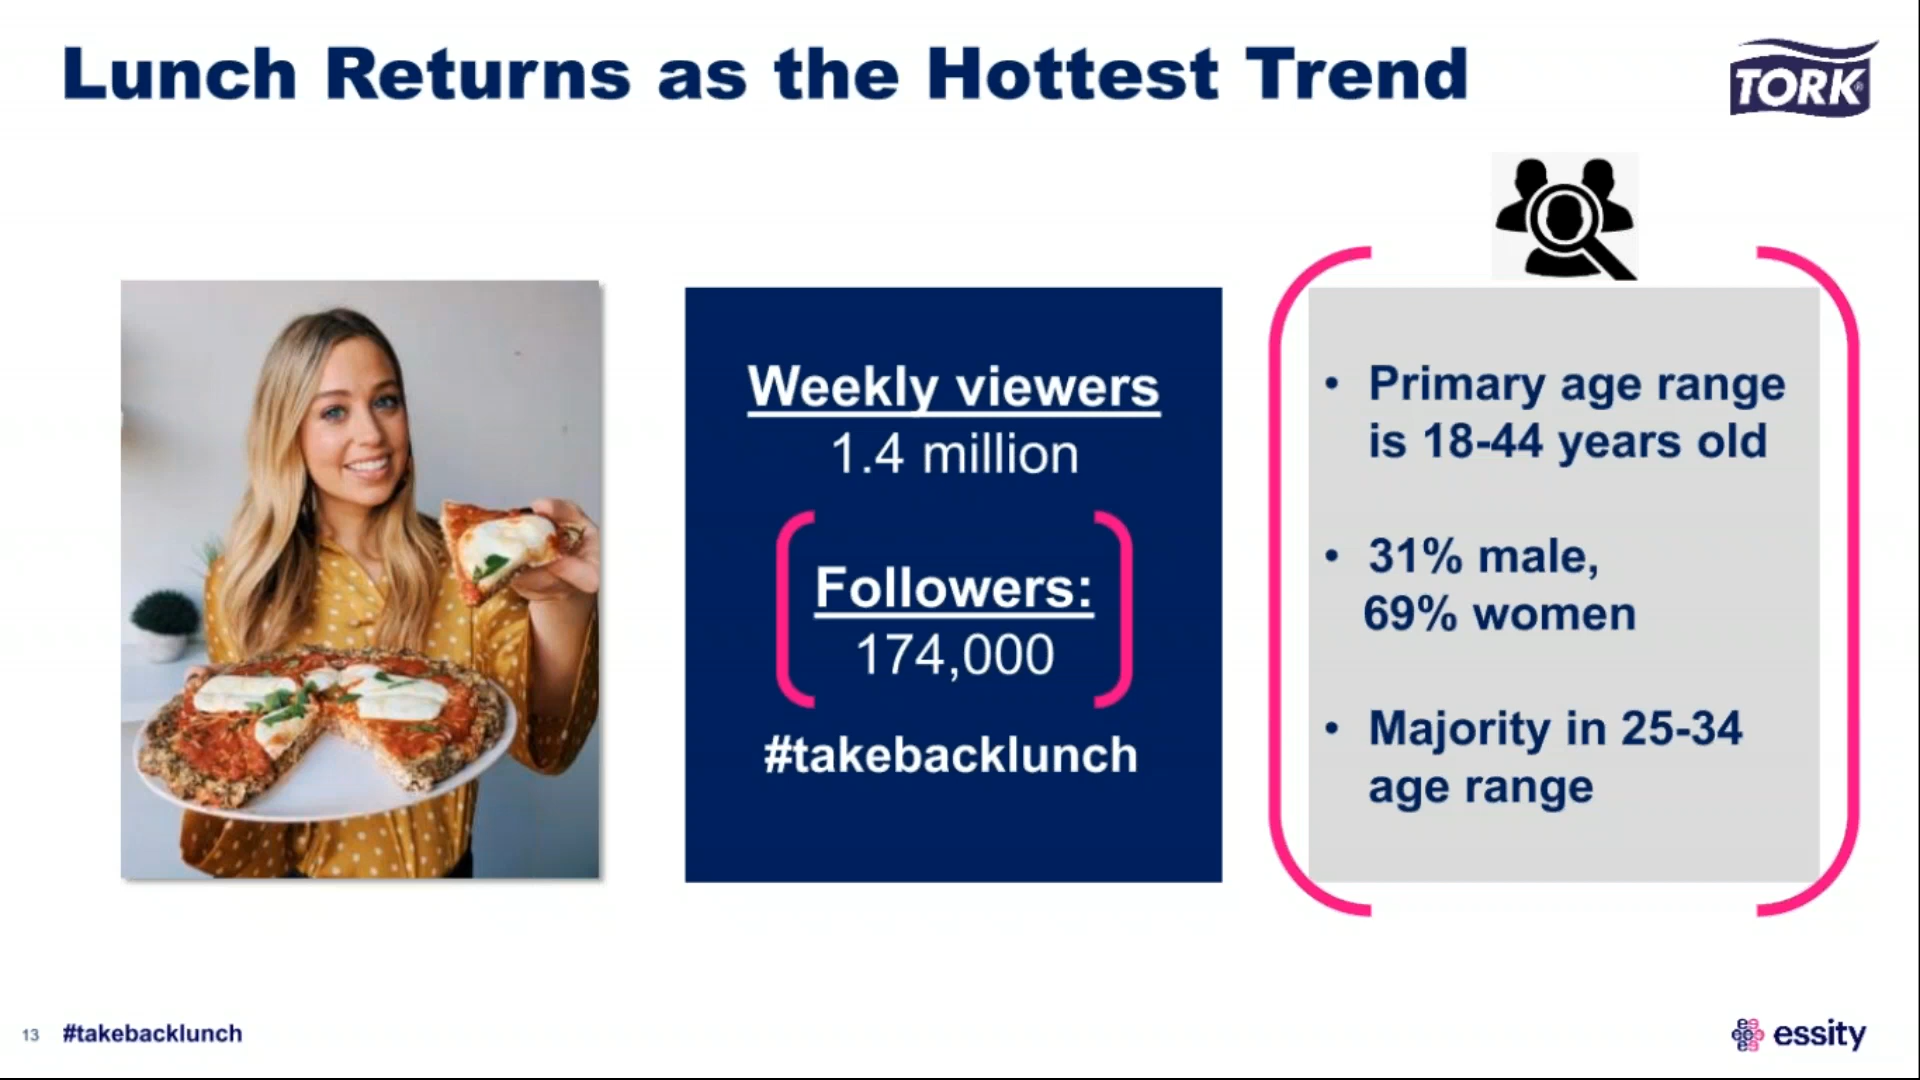 Lunch Returns as the Hottest Trend
TORK®
Weekly viewers
1.4 million
Followers:
174,000
#takebacklunch
• Primary age range
is 18-44 years old
• 31% male,
69% women
• Majority in 25-34
age range
13 #takebacklunch
essity